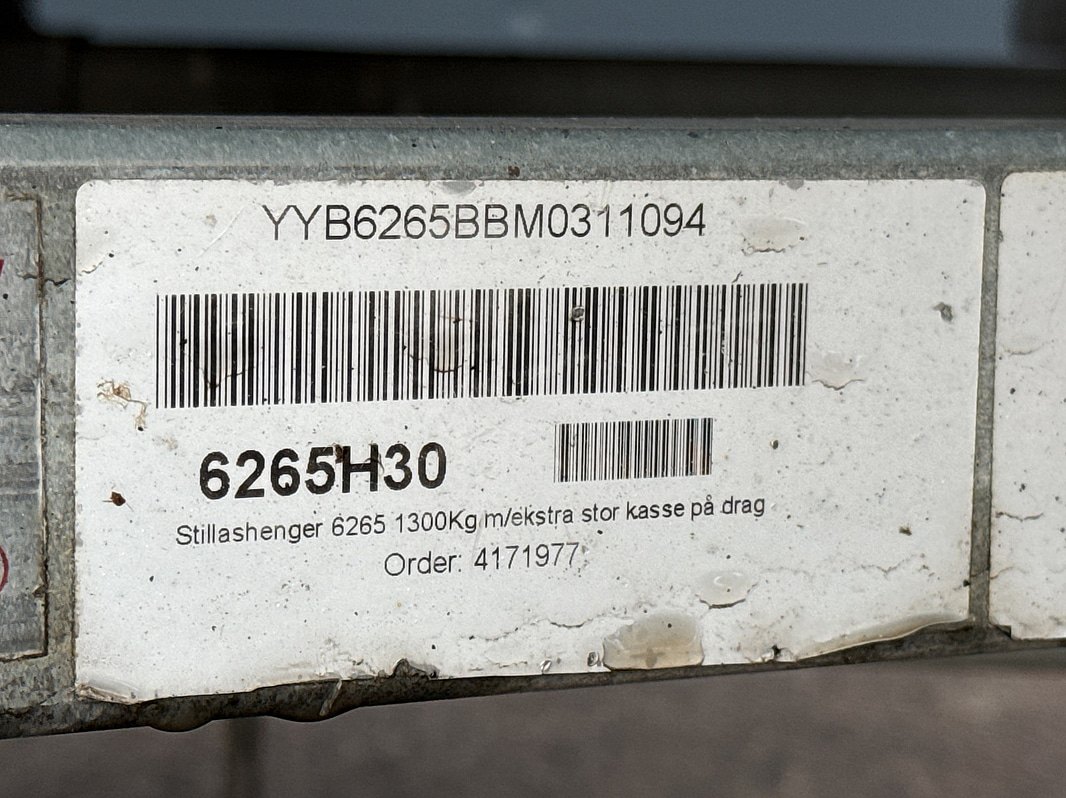 YYB6265BBM0311094
6265H30
Stillashenger 6265 1300Kg m/ekstra stor kasse på drag
Order: 4171977